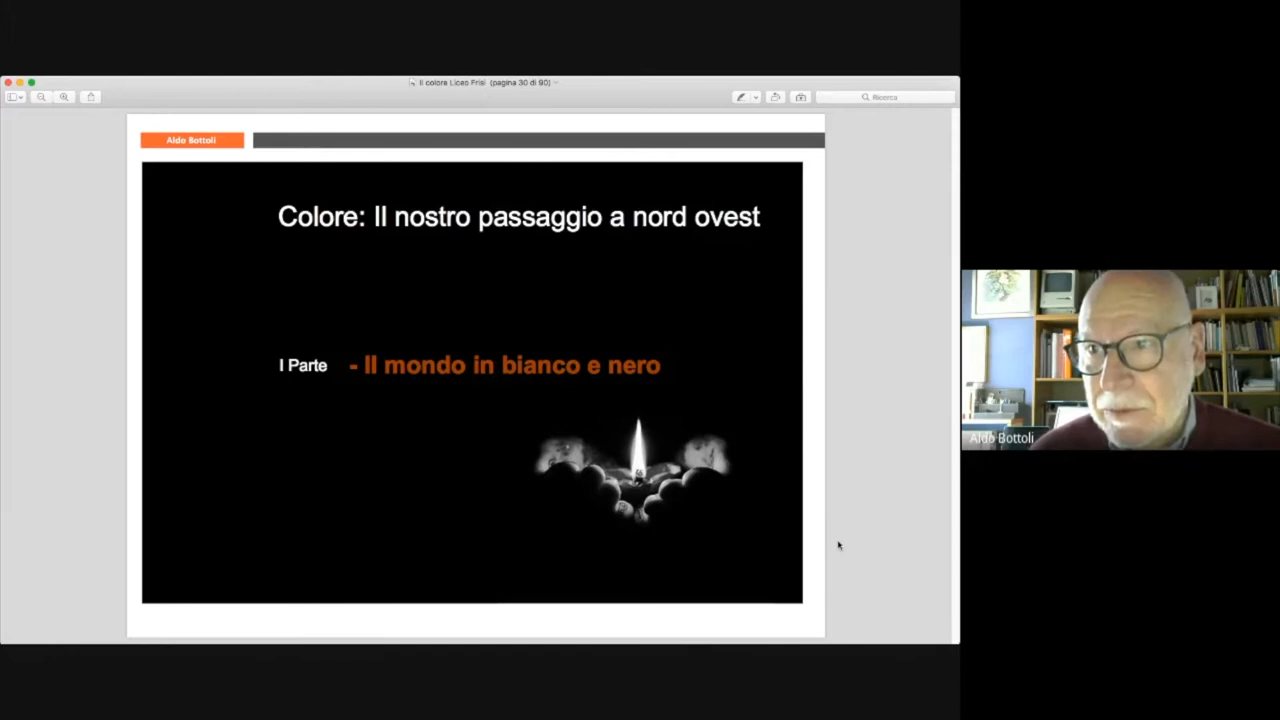 Il colore Liceo Frisi (pagina 30 di 90)
Ricerca
Aldo Bottoli
Colore: Il nostro passaggio a nord ovest
I Parte - Il mondo in bianco e nero
Aldo Bottoli